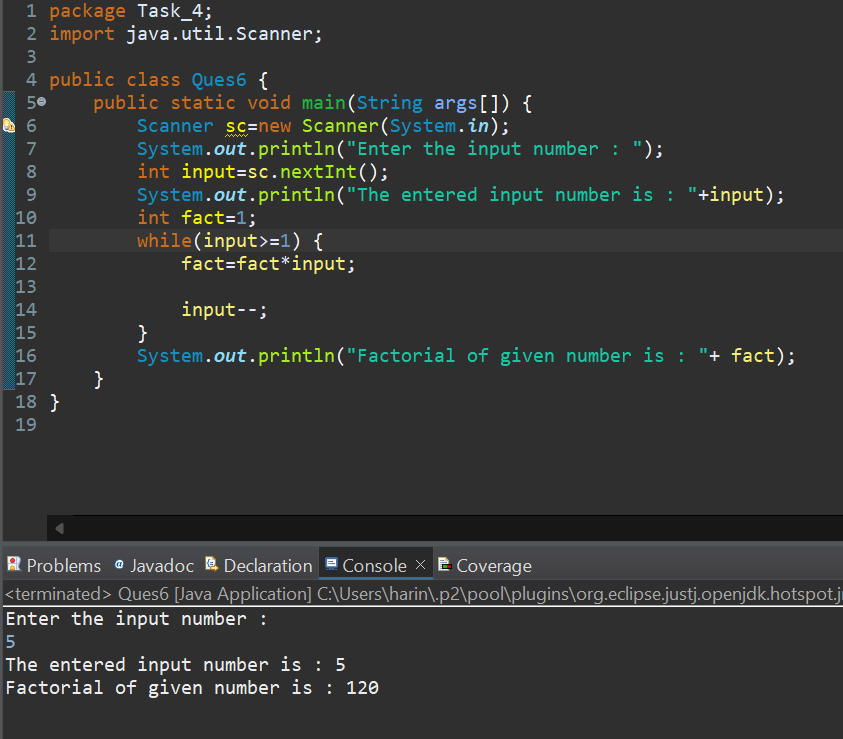 1 package Task_4;
2 import java.util.Scanner;
3
4 public class Ques6 {
5 public static void main(String args[]) {
6 Scanner sc=new Scanner(System.in);
7 System.out.println("Enter the input number : ");
8 int input=sc.nextInt();
9 System.out.println("The entered input number is : "+input);
10 int fact=1;
11 while(input>=1) {
12 fact=fact*input;
13
14 input--;
15 }
16 System.out.println("Factorial of given number is : "+ fact);
17 }
18 }
19
Problems Javadoc Declaration Console Coverage
<terminated> Ques6 [Java Application] C:\Users\harin\.p2\pool\plugins\org.eclipse.justj.openjdk.hotspot.j
Enter the input number :
5
The entered input number is : 5
Factorial of given number is : 120